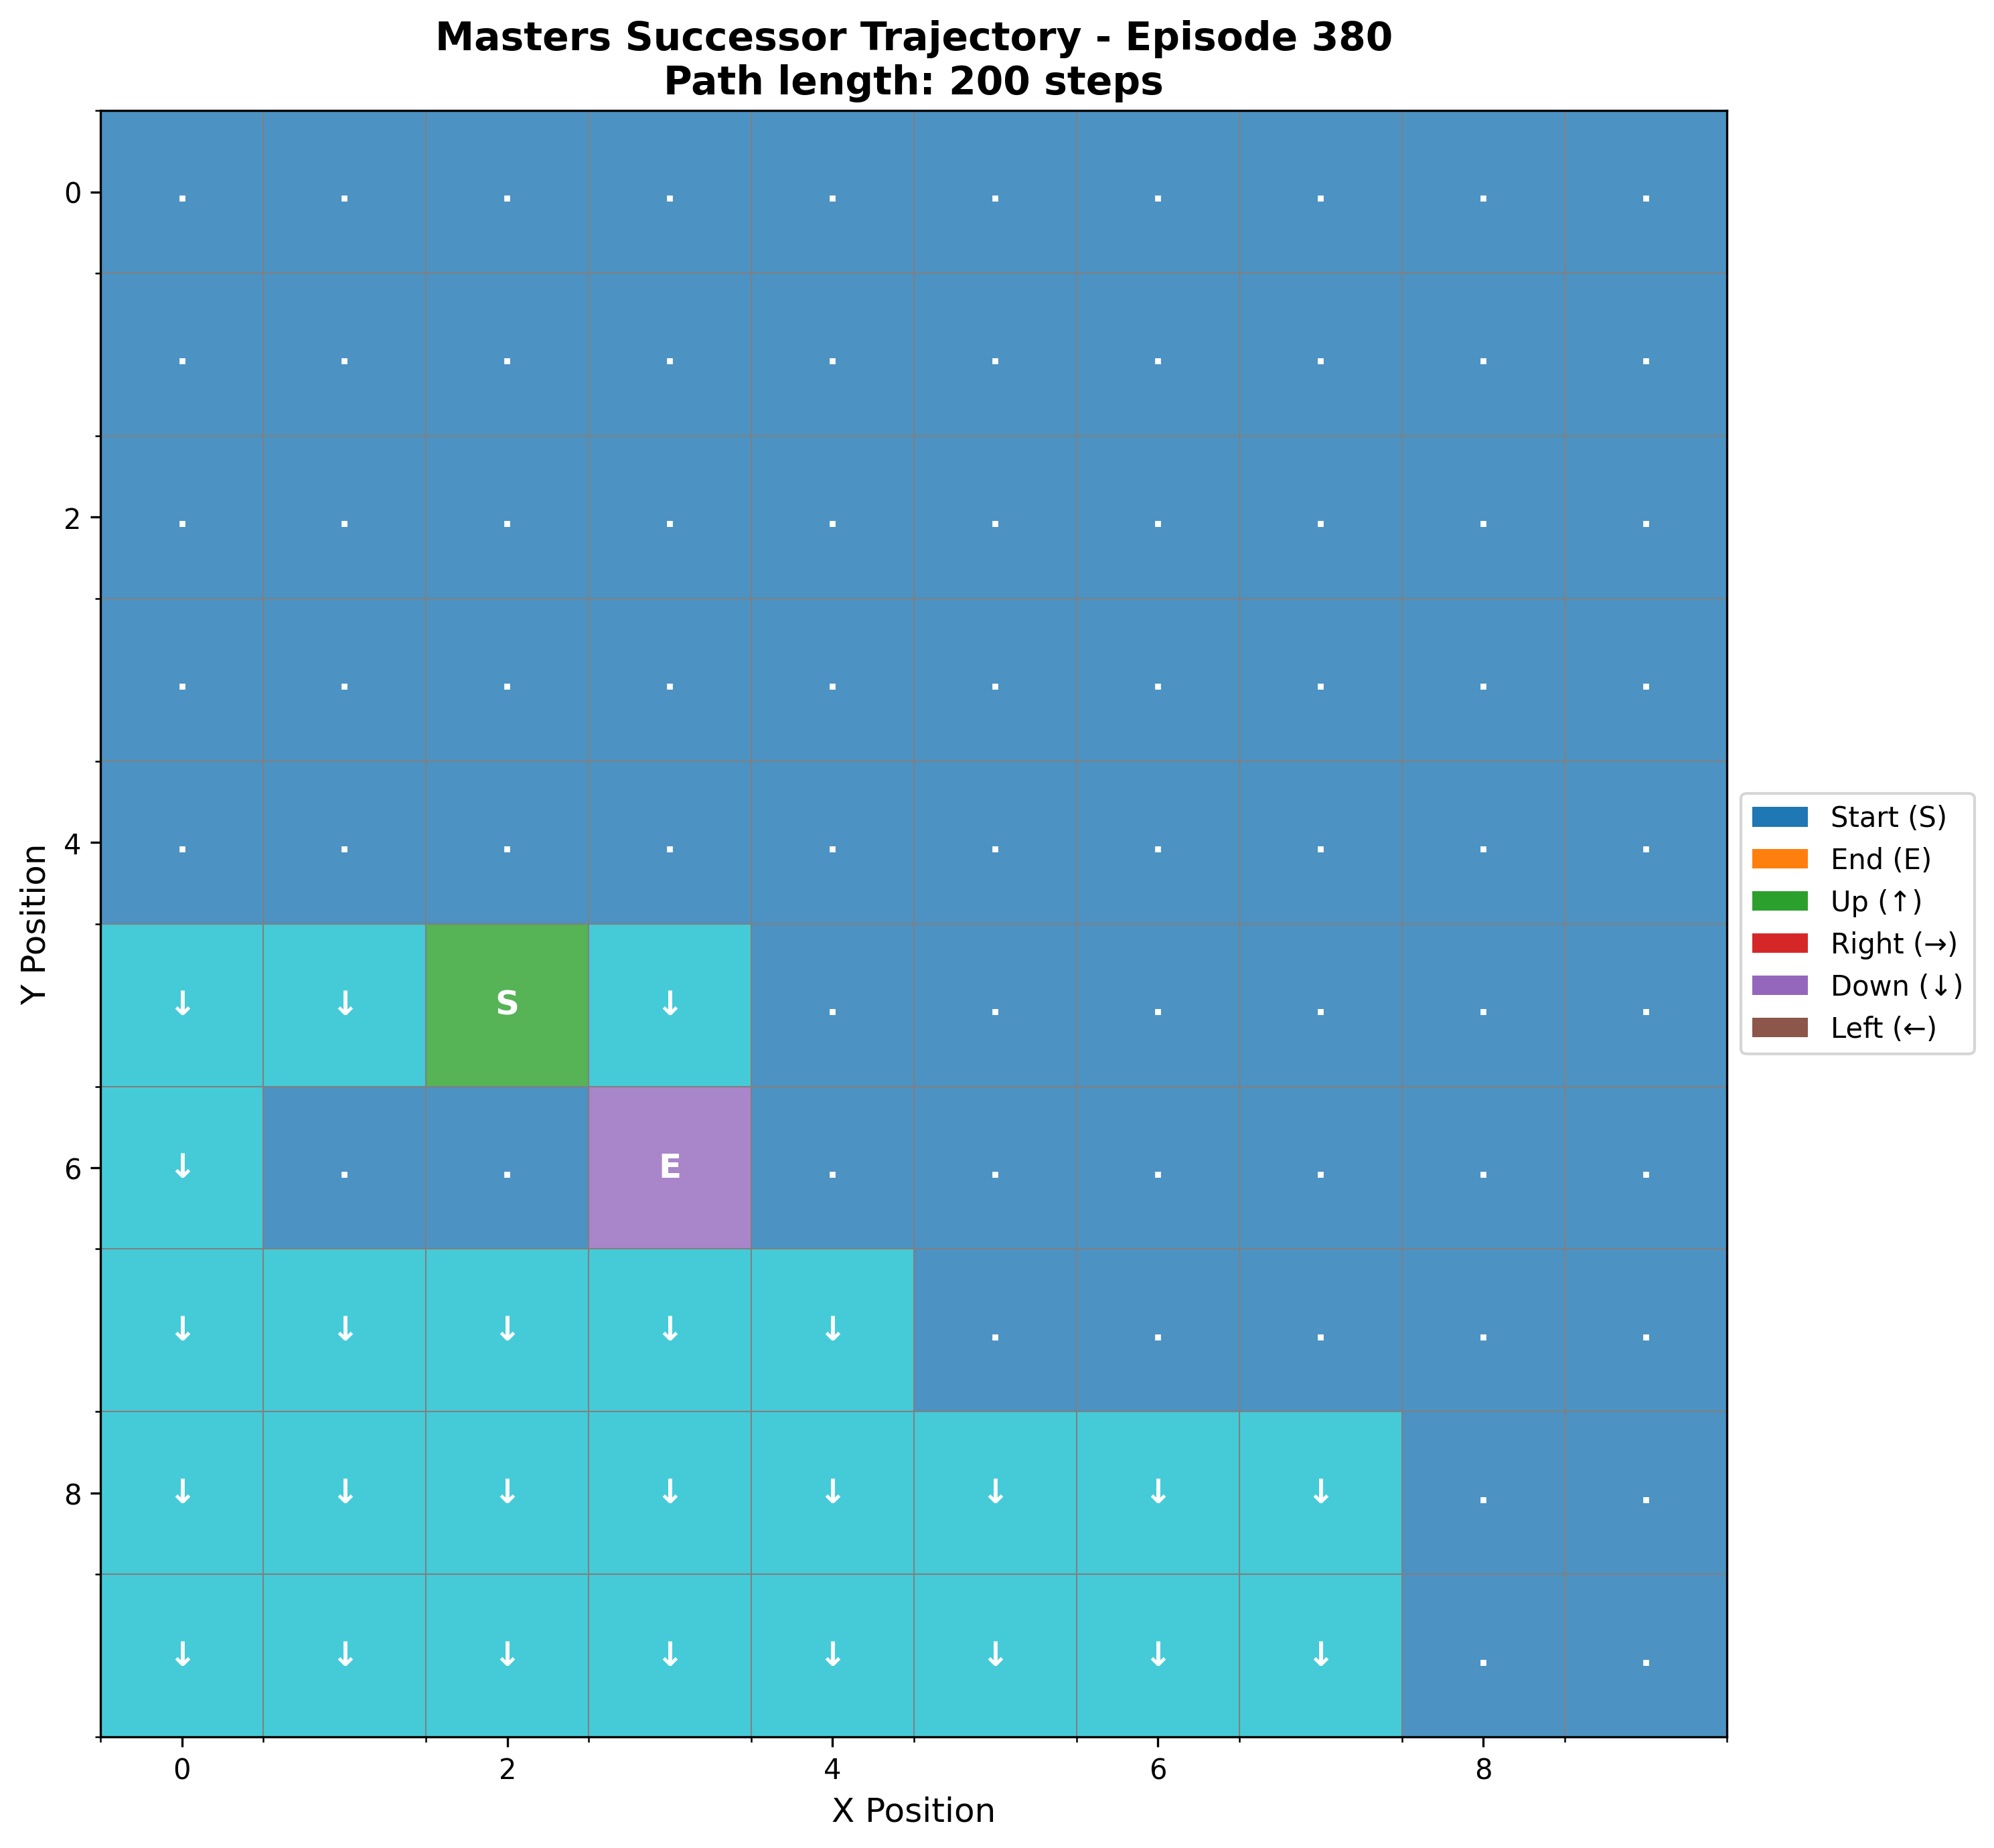 Masters Successor Trajectory - Episode 380
Path length: 200 steps
Y Position
0 . . . . . . . . . .
. . . . . . . . . .
2 . . . . . . . . . .
. . . . . . . . . .
4 . . . . . . . . . .
↓ ↓ S ↓ . . . . . .
6 ↓ . . E . . . . . .
↓ ↓ ↓ ↓ ↓ . . . . .
8 ↓ ↓ ↓ ↓ ↓ ↓ ↓ ↓ . .
↓ ↓ ↓ ↓ ↓ ↓ ↓ ↓ . .
0 2 4 6 8
X Position
Start (S)
End (E)
Up (↑)
Right (→)
Down (↓)
Left (←)